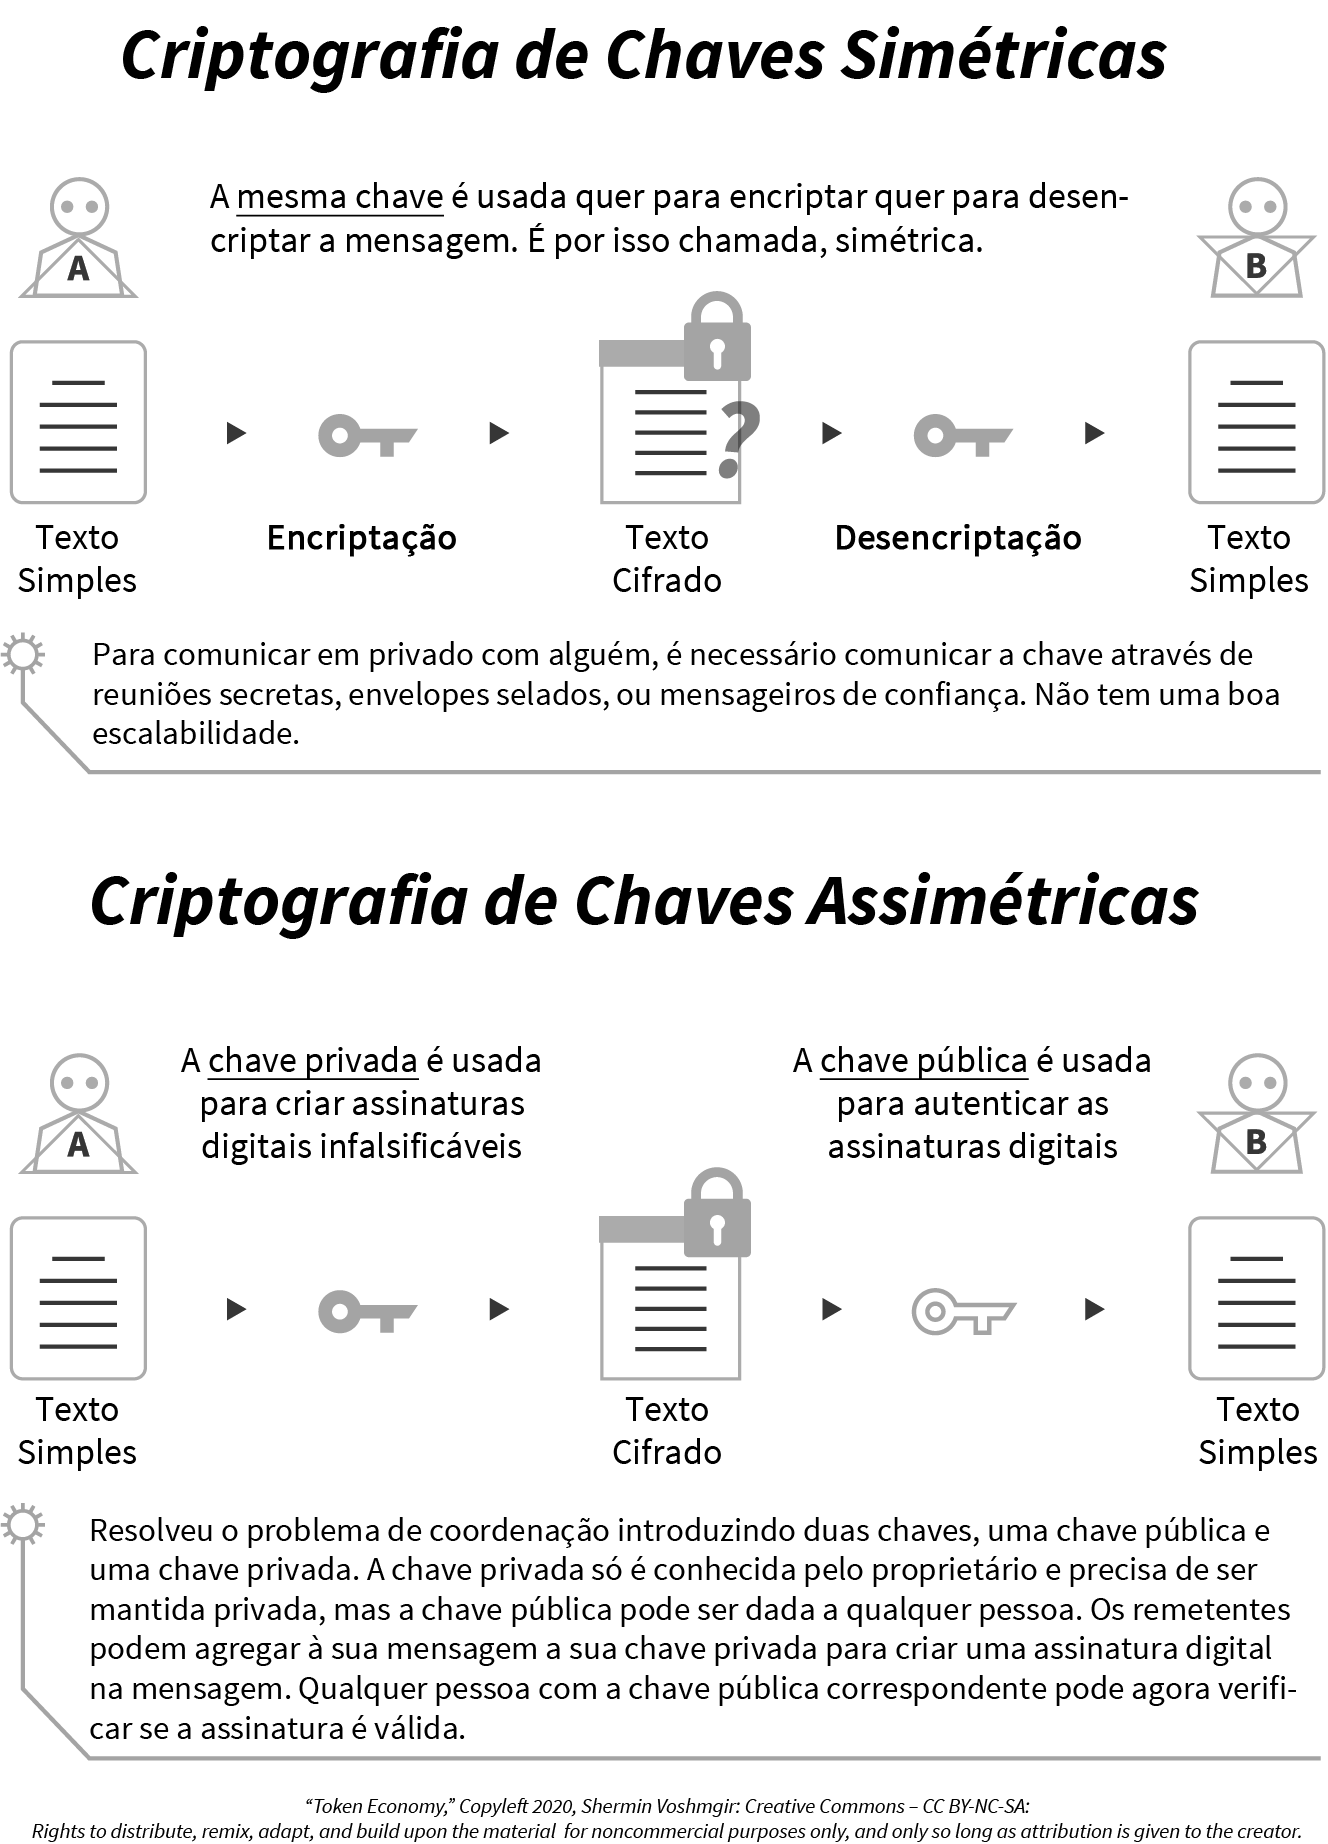 Criptografia de Chaves Simétricas
A mesma chave é usada quer para encriptar quer para desen-
criptar a mensagem. É por isso chamada, simétrica.
A
B
?
Texto
Simples
Encriptação
Texto
Cifrado
Desencriptação
Texto
Simples
Para comunicar em privado com alguém, é necessário comunicar a chave através de
reuniões secretas, envelopes selados, ou mensageiros de confiança. Não tem uma boa
escalabilidade.
Criptografia de Chaves Assimétricas
A chave privada é usada
para criar assinaturas
digitais infalsificáveis
A chave pública é usada
para autenticar as
assinaturas digitais
A
B
Texto
Simples
Texto
Cifrado
Texto
Simples
Resolveu o problema de coordenação introduzindo duas chaves, uma chave pública e
uma chave privada. A chave privada só é conhecida pelo proprietário e precisa de ser
mantida privada, mas a chave pública pode ser dada a qualquer pessoa. Os remetentes
podem agregar à sua mensagem a sua chave privada para criar uma assinatura digital
na mensagem. Qualquer pessoa com a chave pública correspondente pode agora verifi-
car se a assinatura é válida.
“Token Economy,” Copyleft 2020, Shermin Voshmgir: Creative Commons – CC BY-NC-SA:
Rights to distribute, remix, adapt, and build upon the material for noncommercial purposes only, and only so long as attribution is given to the creator.